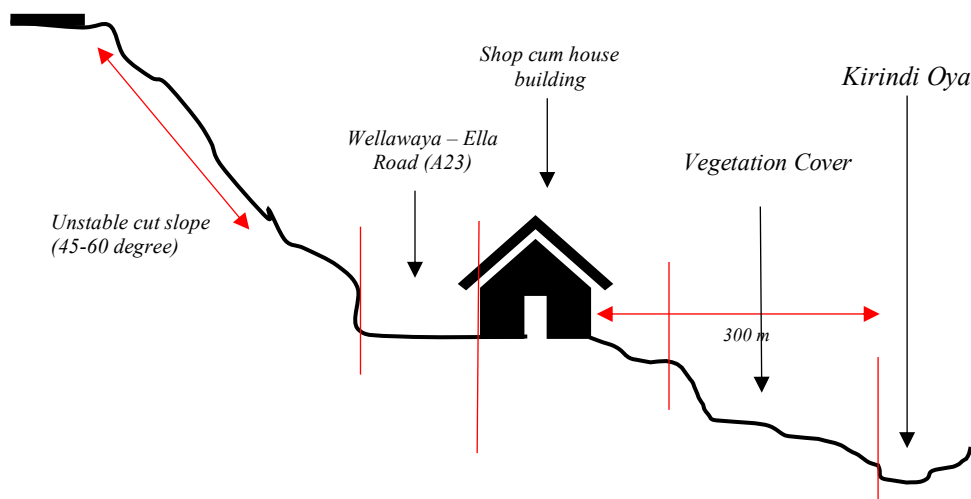 Shop cum house
building
Kirindi Oya
Wellawaya – Ella
Road (A23)
Vegetation Cover
Unstable cut slope
(45-60 degree)
300 m